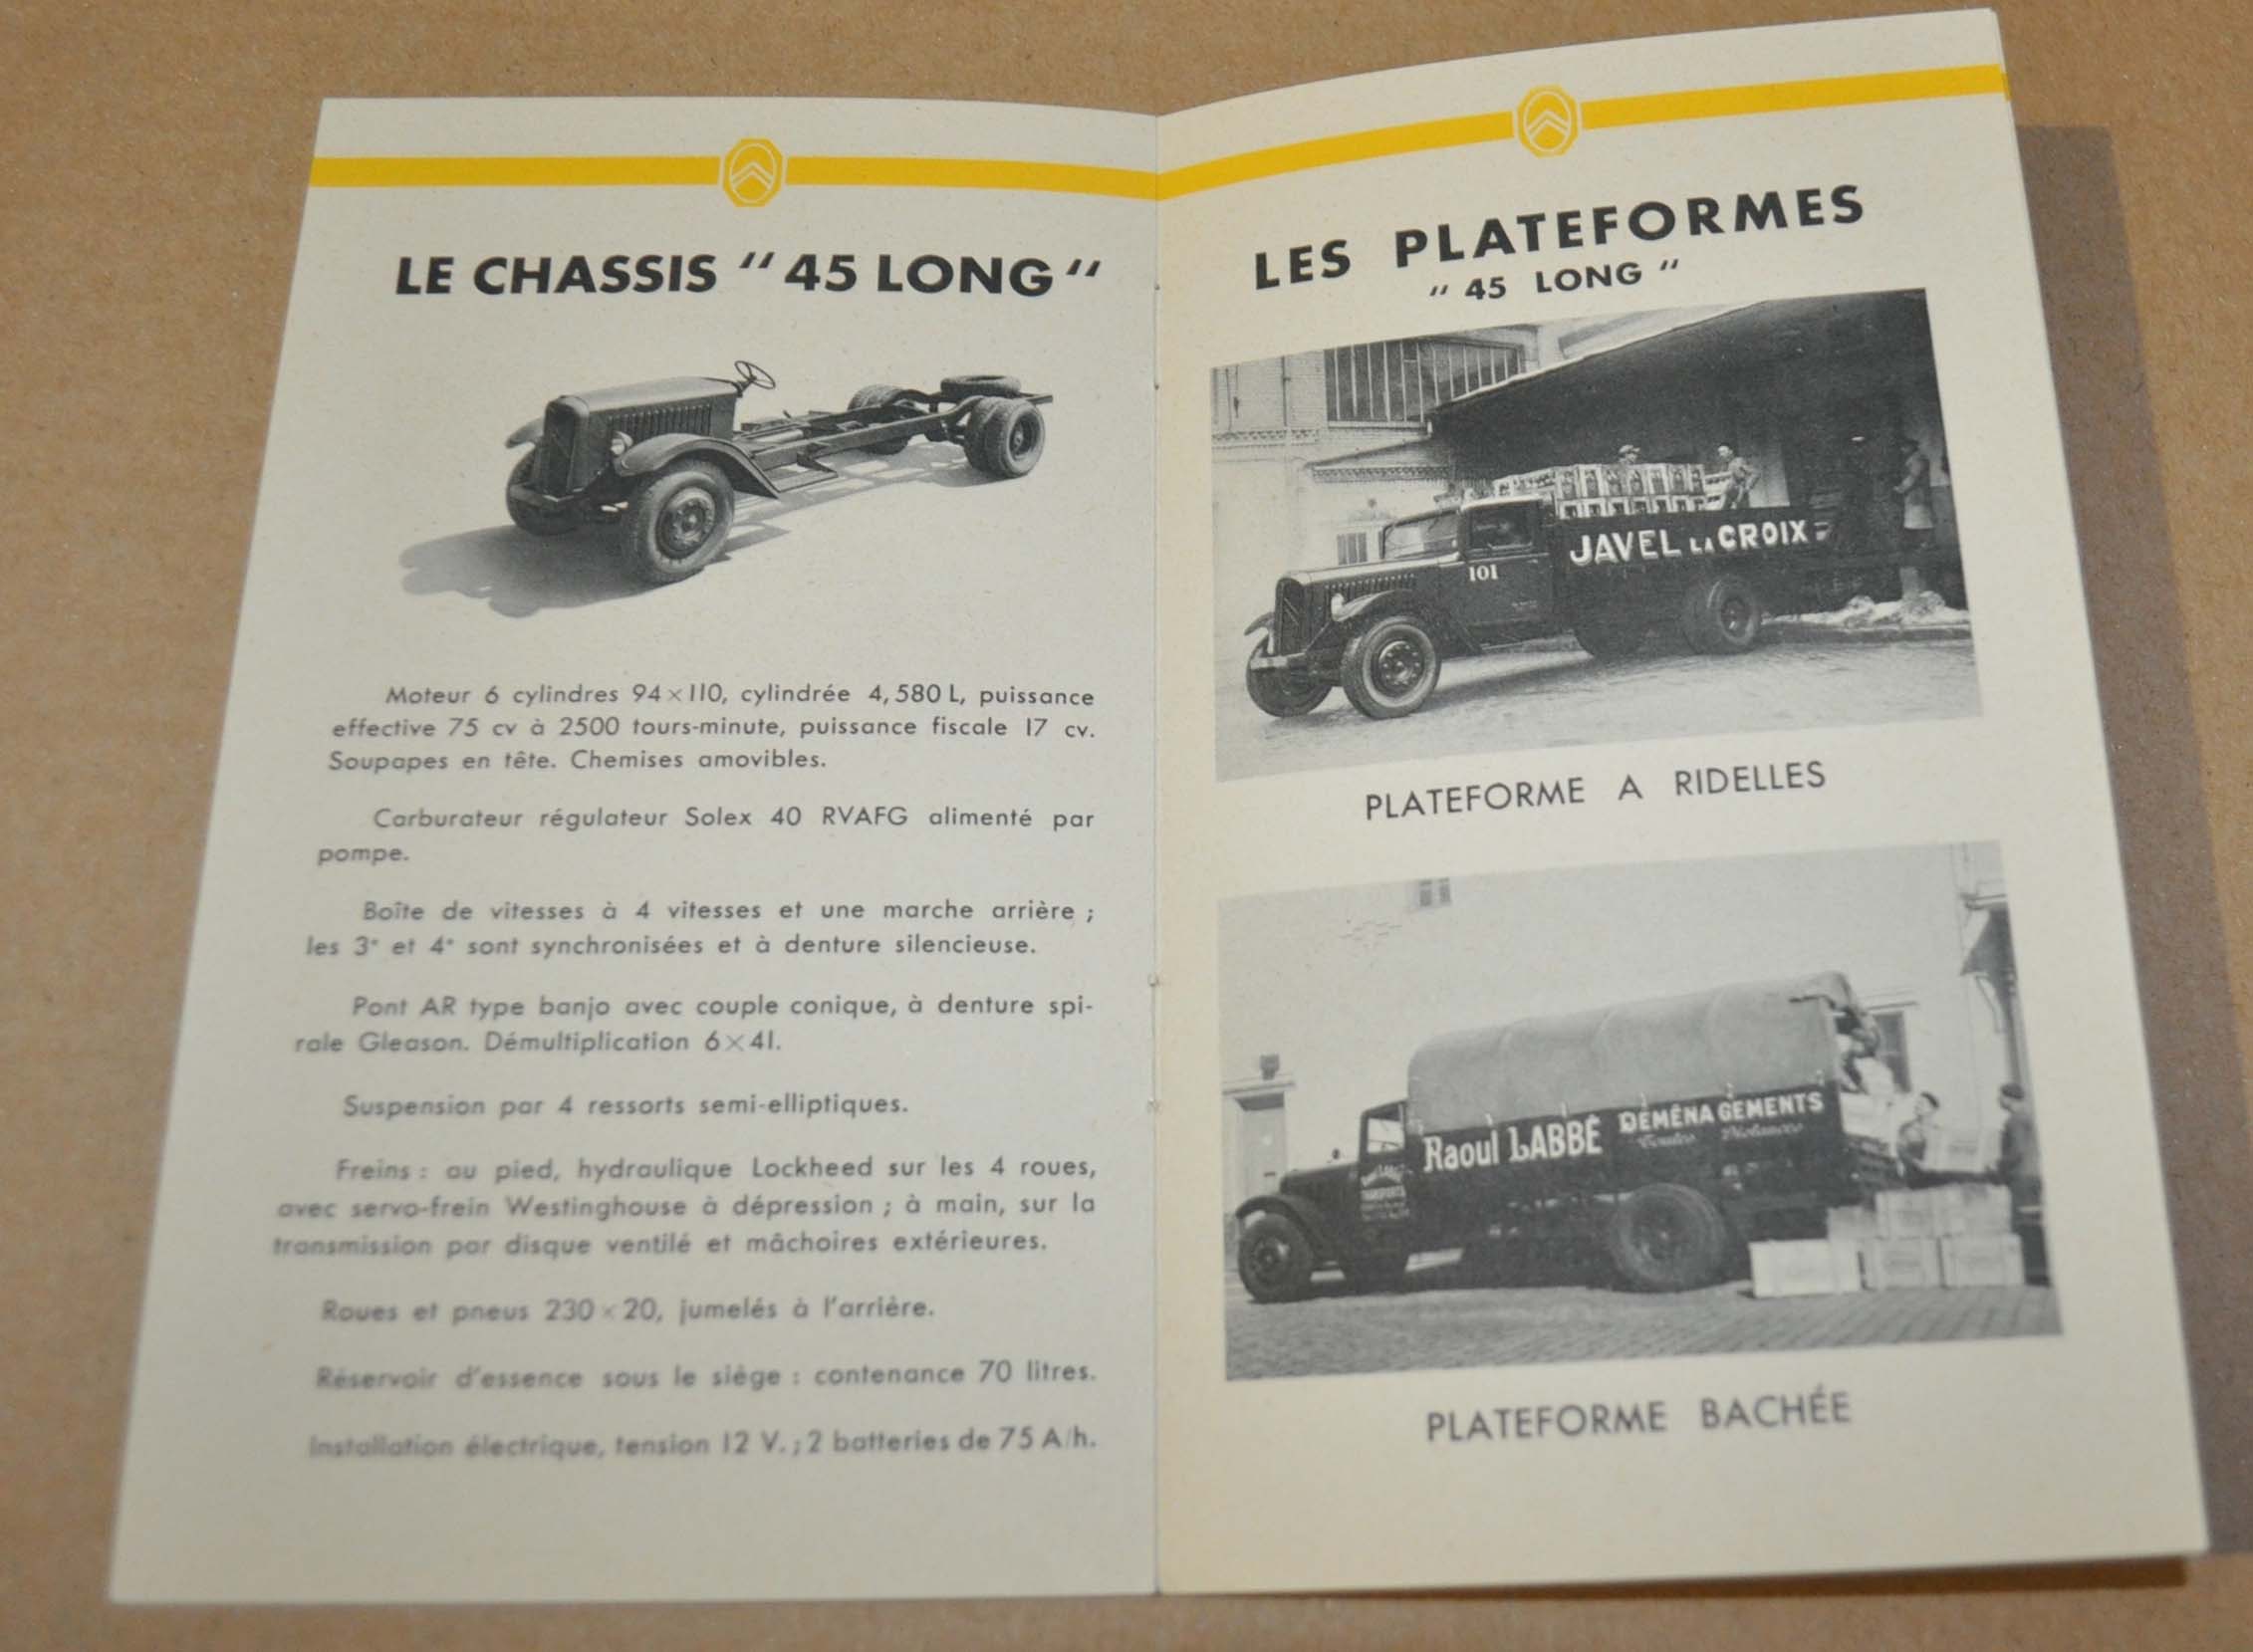 LE CHASSIS " 45 LONG "
Moteur 6 cylindres 94 × 110, cylindrée 4,580 L, puissance
effective 75 cv à 2500 tours-minute, puissance fiscale 17 cv.
Soupapes en tête. Chemises amovibles.
Carburateur régulateur Solex 40 RVAFG alimenté par
pompe.
Boîte de vitesses à 4 vitesses et une marche arrière ;
les 3e et 4e sont synchronisées et à denture silencieuse.
Pont AR type banjo avec couple conique, à denture spi-
rale Gleason. Démultiplication 6 × 41.
Suspension par 4 ressorts semi-elliptiques.
Freins : au pied, hydraulique Lockheed sur les 4 roues,
avec servo-frein Westinghouse à dépression ; à main, sur la
transmission par disque ventilé et mâchoires extérieures.
Roues et pneus 230 × 20, jumelés à l'arrière.
Réservoir d'essence sous le siège : contenance 70 litres.
Installation électrique, tension 12 V. ; 2 batteries de 75 A/h.
LES PLATEFORMES
" 45 LONG "
JAVEL LA CROIX
101
PLATEFORME A RIDELLES
Raoul LABBÉ DÉMÉNAGEMENTS
Toutes Distances
PLATEFORME BACHÉE